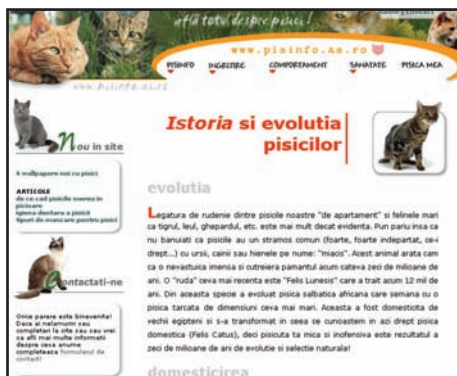 afla totul despre pisici!
www.pisinfo.as.ro
PISINFO INGRIJIRE COMPORTAMENT SANATATE PISICA MEA
www.pisinfo.as.ro
Nou in site
6 wallpapere noi cu pisici
ARTICOLE
de ce cad pisicile mereu in
picioare
igiena dentara a pisicii
tipuri de mancare pentru pisici
Contactati-ne
Orice parere este binevenita!
Daca ai nelamuriri sau
completari la site sau sau vrei
sa afli mai multe informatii
despre ceva anume
completeaza formularul de
contact!
Istoria si evolutia
pisicilor
evolutia
Legatura de rudenie dintre pisicile noastre "de apartament" si felinele mari
ca tigrul, leul, ghepardul, etc. este mai mult decat evidenta. Pun pariu insa ca
nu banuiati ca pisicile au un stramos comun (foarte, foarte indepartat, ce-i
drept...) cu ursii, cainii sau hienele pe nume: "miacis". Acest animal arata cam
ca o nevastuica imensa si cutreiera pamantul acum cateva zeci de milioane de
ani. O "ruda" ceva mai recenta este "Felis Lunesis" care a trait acum 12 mil de
ani. Din aceasta specie a evoluat pisica salbatica africana care semana cu o
pisica tarcata de dimensiuni ceva mai mari. Aceasta a fost domesticita de
vechii egipteni si s-a transformat in ceea ce cunoastem in azi drept pisica
domestica (Felis Catus), deci pisicuta ta mica si inofensiva este rezultatul a
zeci de milioane de ani de evolutie si selectie naturala!
domesticirea